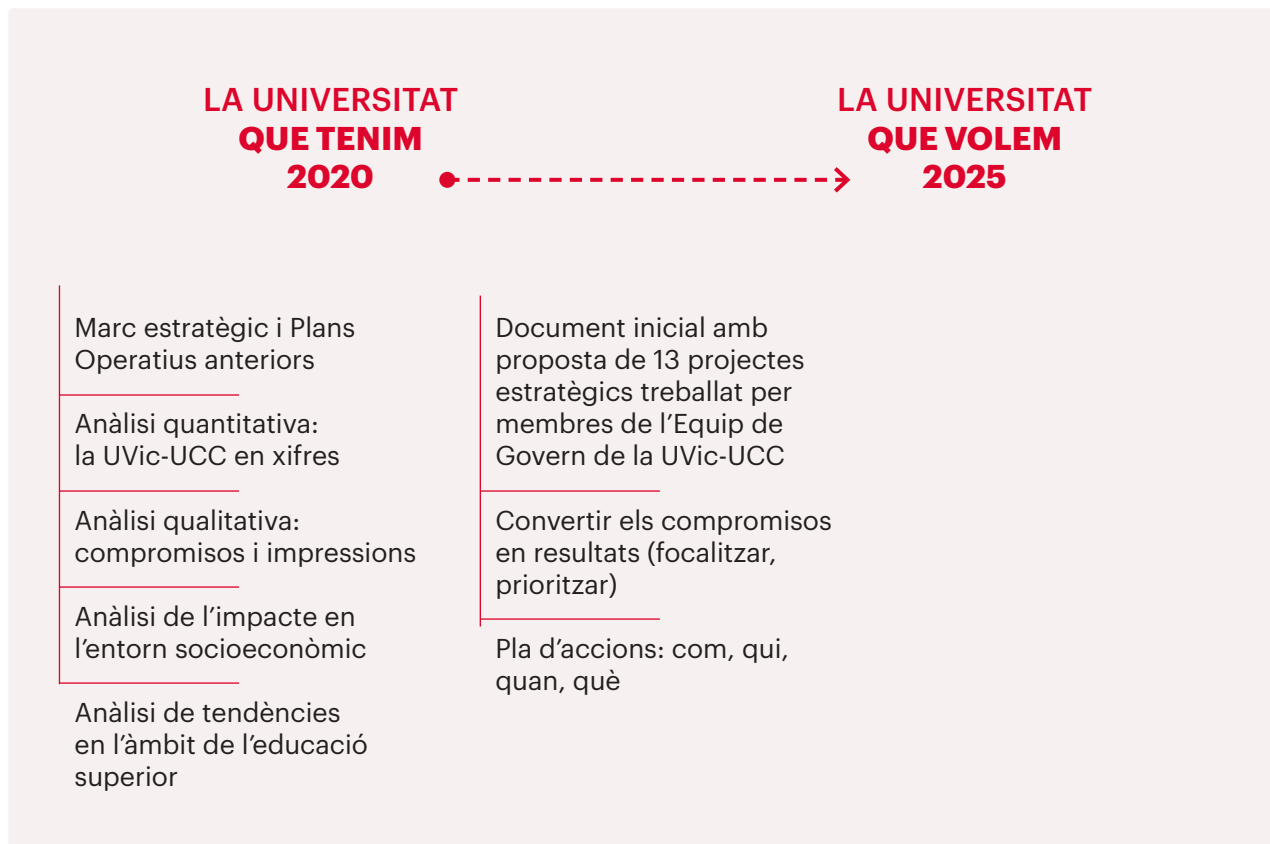 LA UNIVERSITAT
QUE TENIM
2020
LA UNIVERSITAT
QUE VOLEM
2025
Marc estratègic i Plans
Operatius anteriors
Anàlisi quantitativa:
la UVic-UCC en xifres
Anàlisi qualitativa:
compromisos i impressions
Anàlisi de l’impacte en
l’entorn socioeconòmic
Anàlisi de tendències
en l’àmbit de l’educació
superior
Document inicial amb
proposta de 13 projectes
estratègics treballat per
membres de l’Equip de
Govern de la UVic-UCC
Convertir els compromisos
en resultats (focalitzar,
prioritzar)
Pla d’accions: com, qui,
quan, què